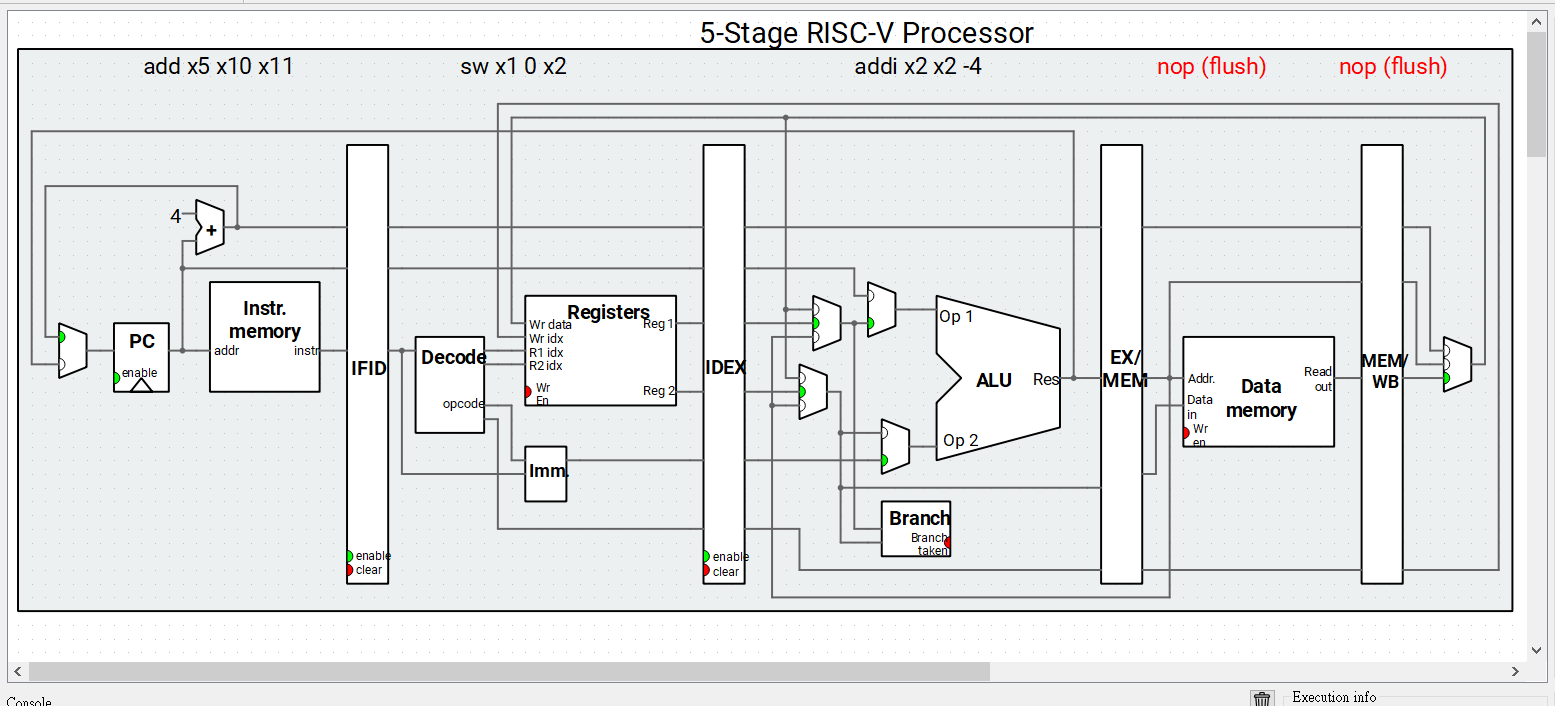 5-Stage RISC-V Processor
add x5 x10 x11
sw x1 0 x2
addi x2 x2 -4
nop (flush)
nop (flush)
4
+
PC
enable
Instr.
memory
addr
instr
IFID
enable
clear
Decode
opcode
Registers
Wr data
Wr idx
R1 idx
R2 idx
Wr
En
Reg 1
Reg 2
Imm.
IDEX
enable
clear
Op 1
ALU
Res
Op 2
Branch
Branch
taken
EX/
MEM
Addr.
Data
in
Wr
en
Data
memory
Read
out
MEM/
WB
Console
Execution info